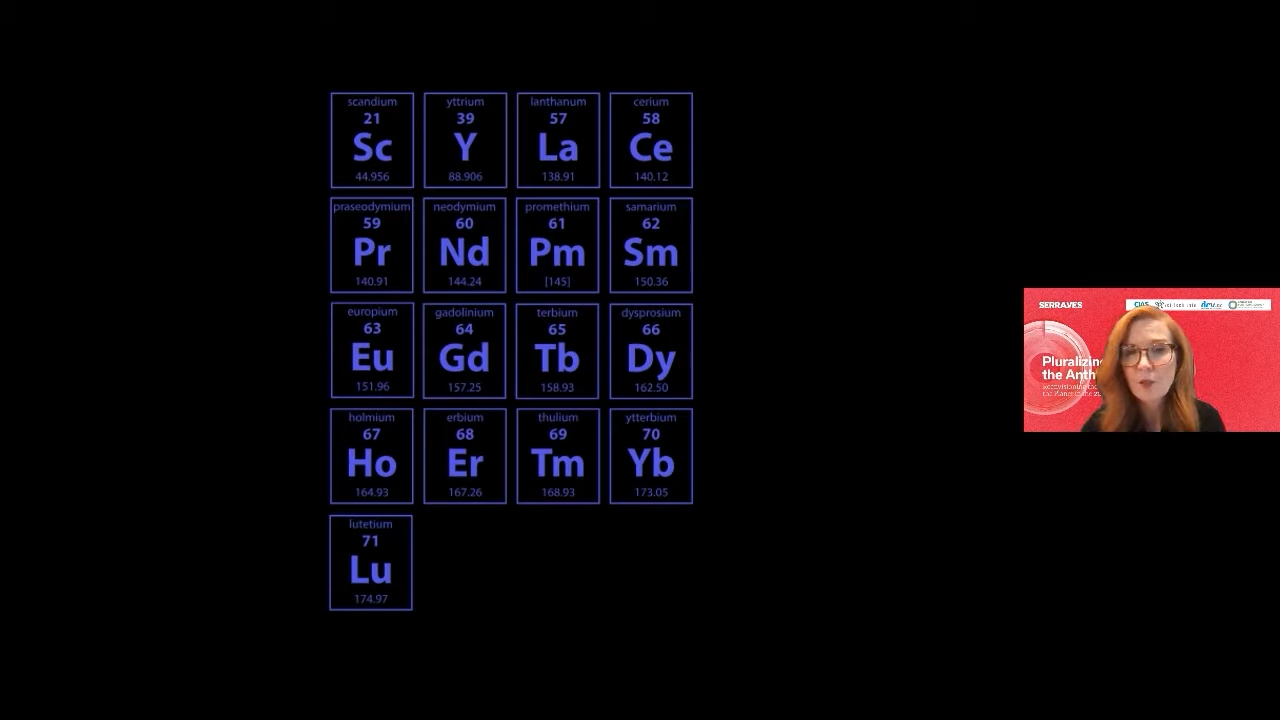 scandium
21
Sc
44.956
yttrium
39
Y
88.906
lanthanum
57
La
138.91
cerium
58
Ce
140.12
praseodymium
59
Pr
140.91
neodymium
60
Nd
144.24
promethium
61
Pm
[145]
samarium
62
Sm
150.36
europium
63
Eu
151.96
gadolinium
64
Gd
157.25
terbium
65
Tb
158.93
dysprosium
66
Dy
162.50
holmium
67
Ho
164.93
erbium
68
Er
167.26
thulium
69
Tm
168.93
ytterbium
70
Yb
173.05
lutetium
71
Lu
174.97
SERRALVES
Pluralizing
the Anth
the Planet